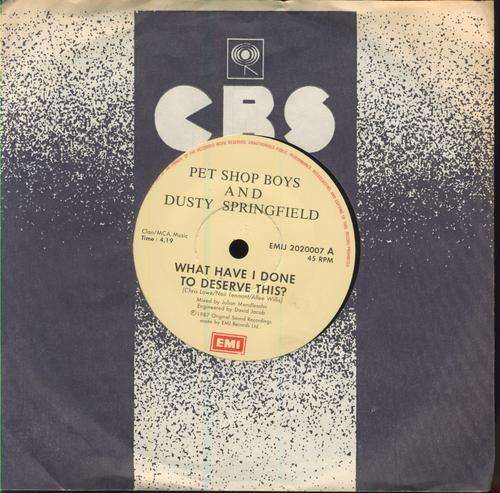 CBS
PET SHOP BOYS
AND
DUSTY SPRINGFIELD
Clan/MCA Music
Time : 4.19
EMIJ 2020007 A
45 RPM
WHAT HAVE I DONE
TO DESERVE THIS?
(Chris Lowe/Neil Tennant/Allee Willis)
Mixed by Julian Mendlesohn
Engineered by David Jacob
℗1987 Original Sound Recordings
made by EMI Records Ltd.
EMI